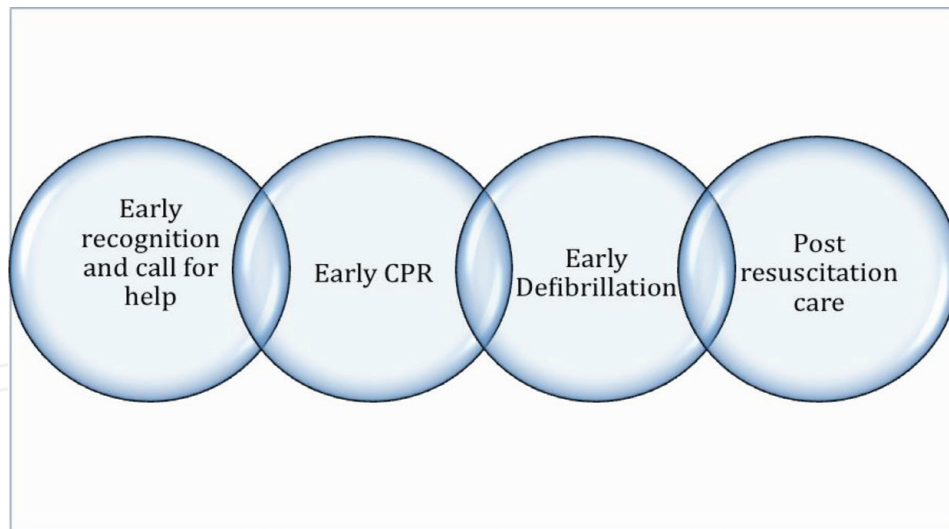 Early
recognition
and call for
help
Early CPR
Early
Defibrillation
Post
resuscitation
care